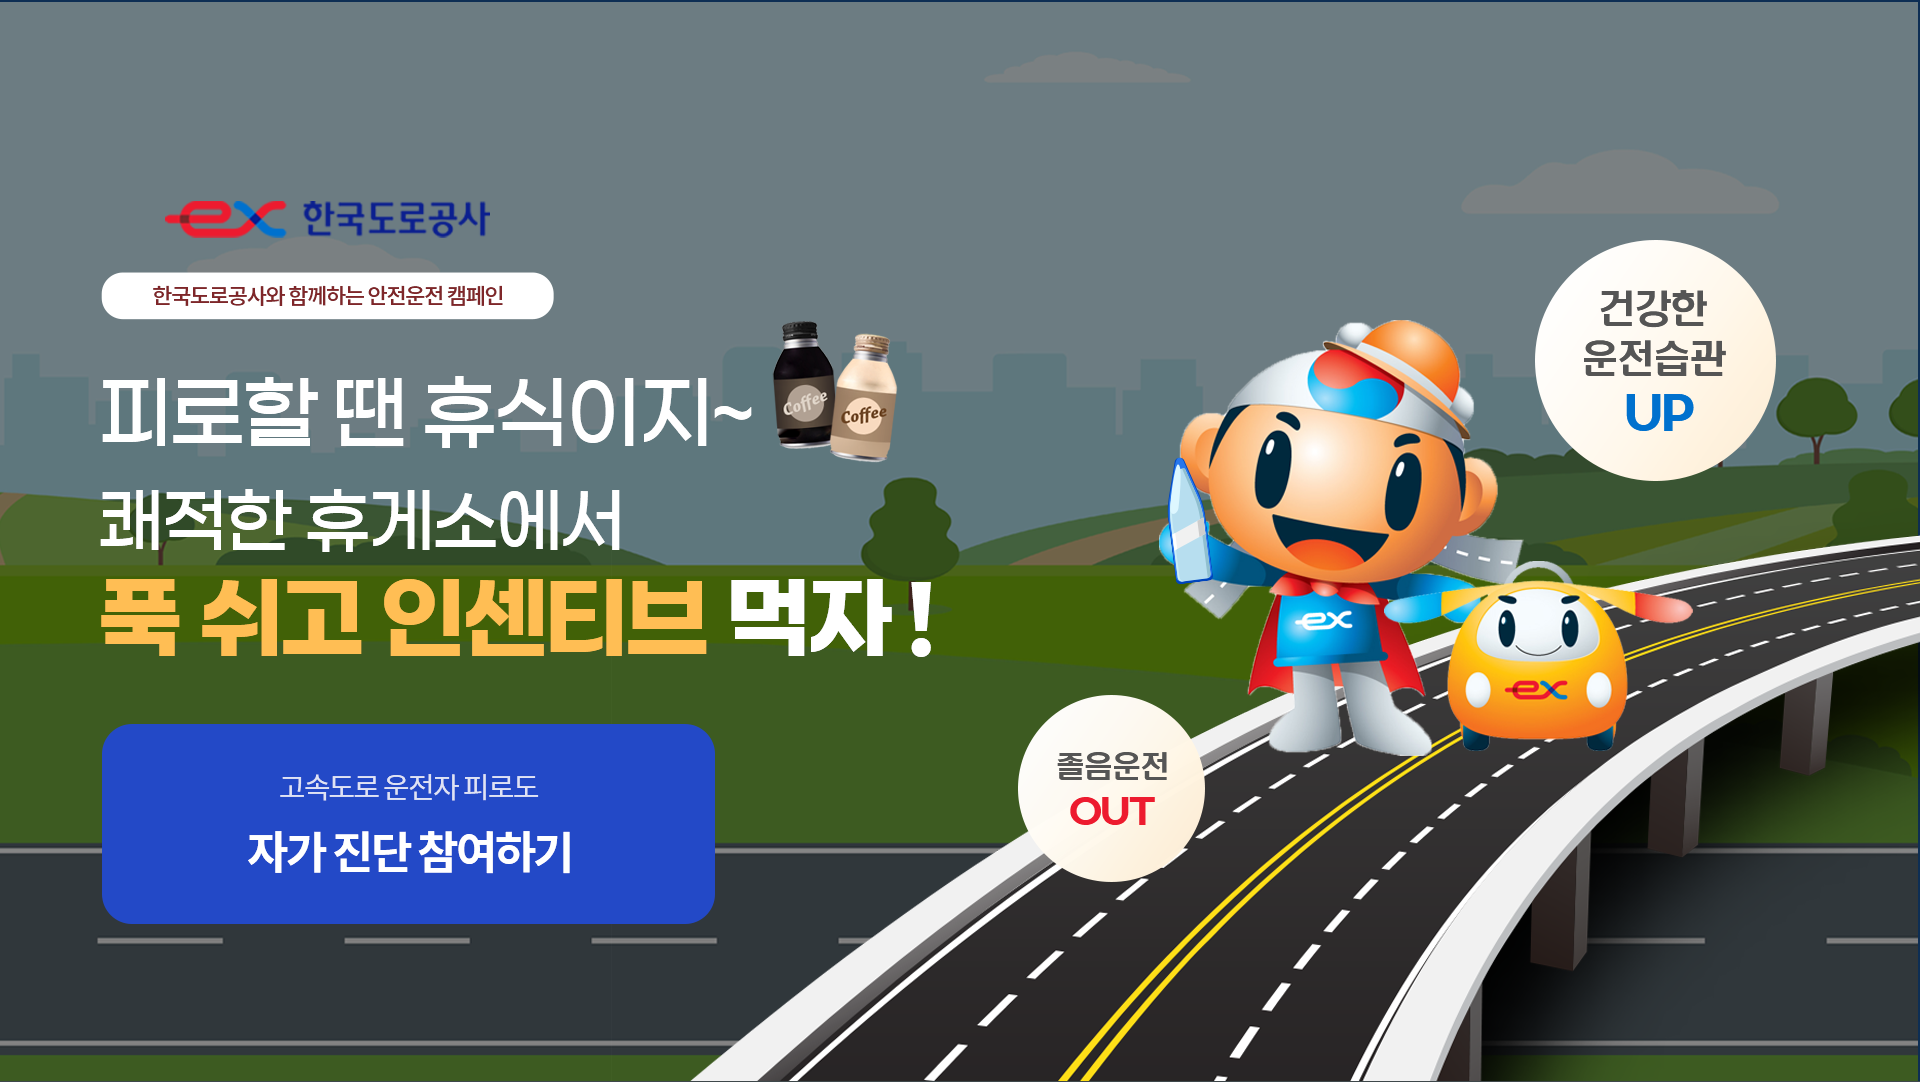 ex 한국도로공사
한국도로공사와 함께하는 안전운전 캠페인
피로할 땐 휴식이지~
Coffee
Coffee
쾌적한 휴게소에서
푹 쉬고 인센티브 먹자!
고속도로 운전자 피로도
자가 진단 참여하기
건강한
운전습관
UP
ex
ex
졸음운전
OUT